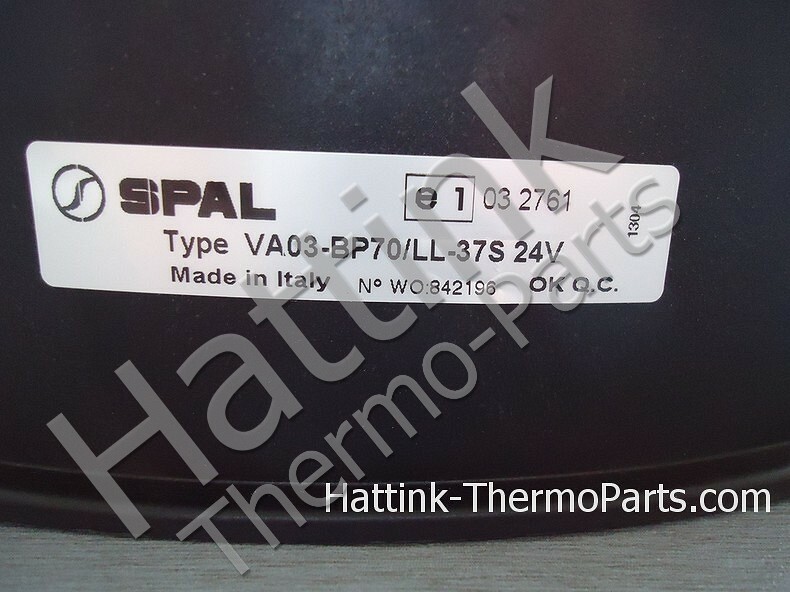 SPAL e 1 03 2761
1304
Type VA03-BP70/LL-37S 24V
Made in Italy N° WO:842196 OK Q.C.
Hattink
Thermo-Parts
Hattink-ThermoParts.com